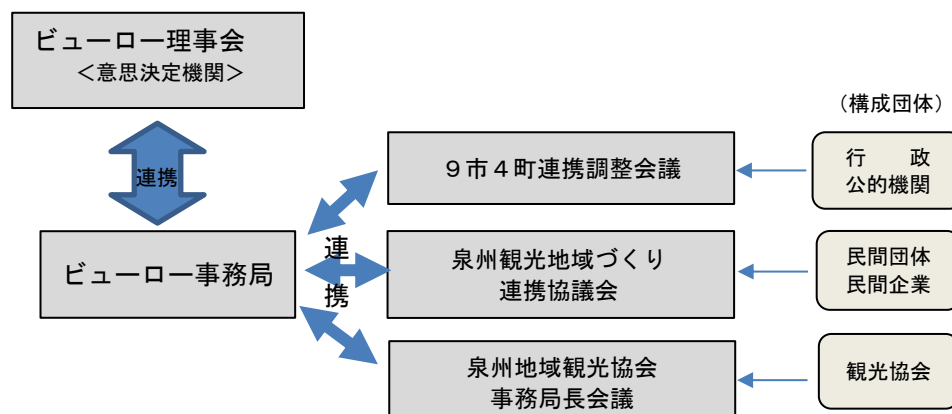 ビューロー理事会
＜意思決定機関＞
連携
ビューロー事務局
連
携
（構成団体）
９市４町連携調整会議
行　　政
公的機関
泉州観光地域づくり
連携協議会
民間団体
民間企業
泉州地域観光協会
事務局長会議
観光協会